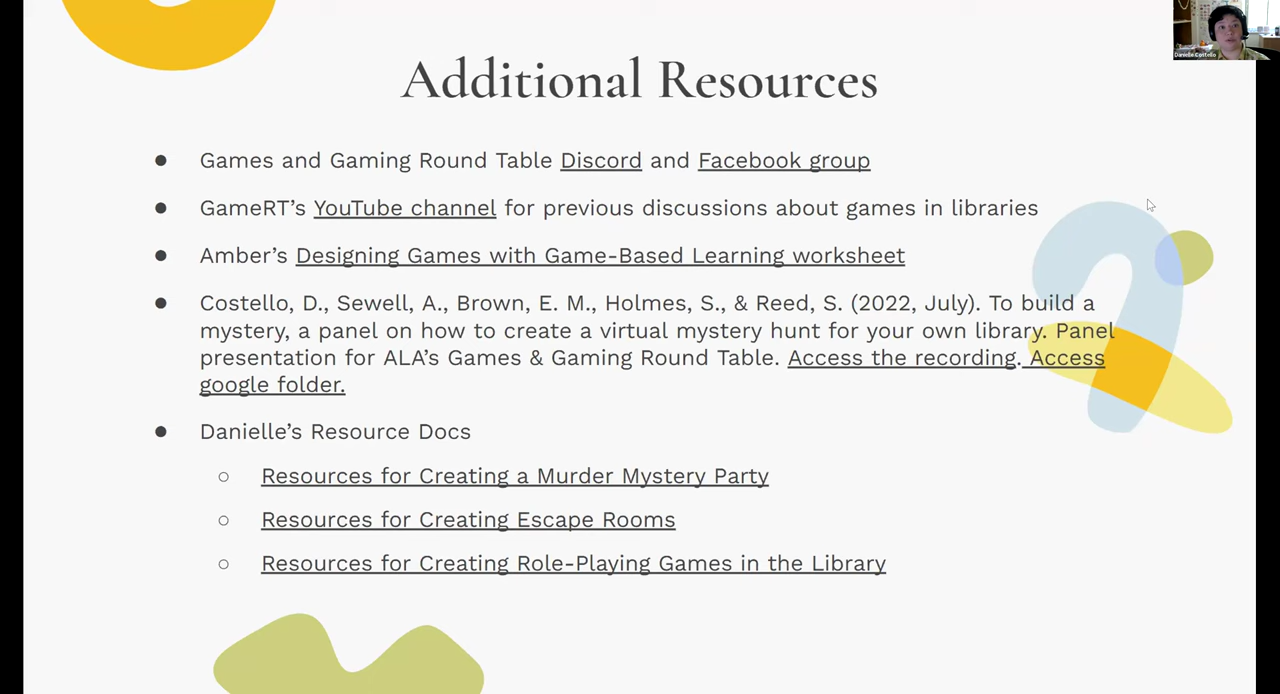 Danielle Costello
Additional Resources
● Games and Gaming Round Table Discord and Facebook group
● GameRT’s YouTube channel for previous discussions about games in libraries
● Amber’s Designing Games with Game-Based Learning worksheet
● Costello, D., Sewell, A., Brown, E. M., Holmes, S., & Reed, S. (2022, July). To build a
mystery, a panel on how to create a virtual mystery hunt for your own library. Panel
presentation for ALA’s Games & Gaming Round Table. Access the recording. Access
google folder.
● Danielle’s Resource Docs
○ Resources for Creating a Murder Mystery Party
○ Resources for Creating Escape Rooms
○ Resources for Creating Role-Playing Games in the Library